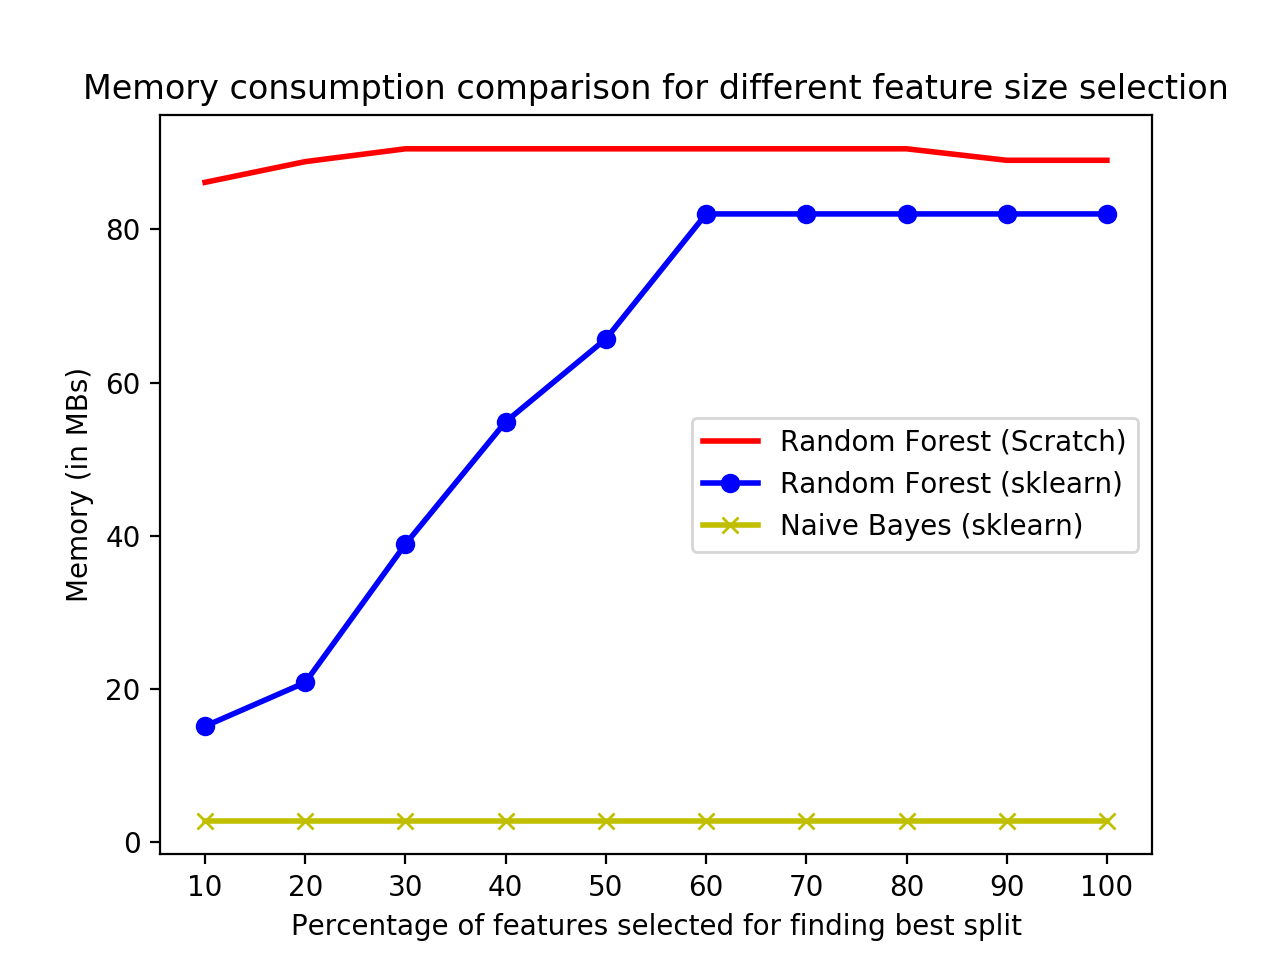 Memory consumption comparison for different feature size selection
80
60
40
20
0
Memory (in MBs)
Random Forest (Scratch)
Random Forest (sklearn)
Naive Bayes (sklearn)
10 20 30 40 50 60 70 80 90 100
Percentage of features selected for finding best split